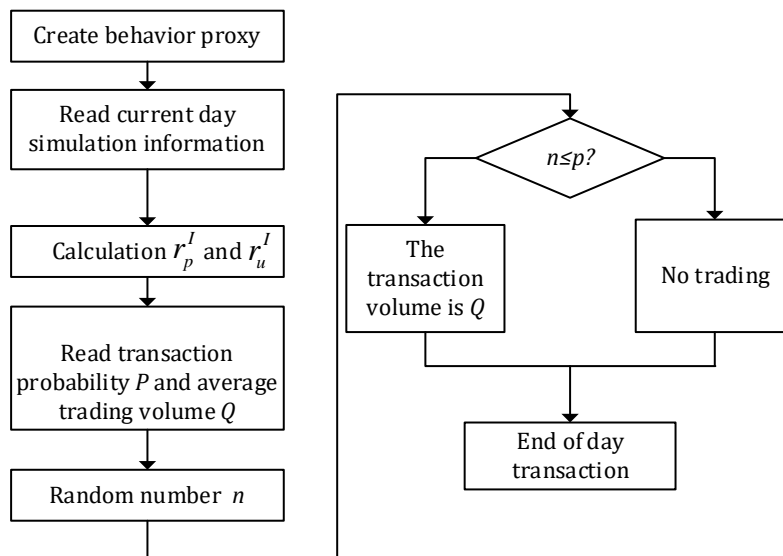 Create behavior proxy
Read current day
simulation information
Calculation r_p^I and r_u^I
Read transaction
probability P and average
trading volume Q
Random number n
n≤p?
The
transaction
volume is Q
No trading
End of day
transaction